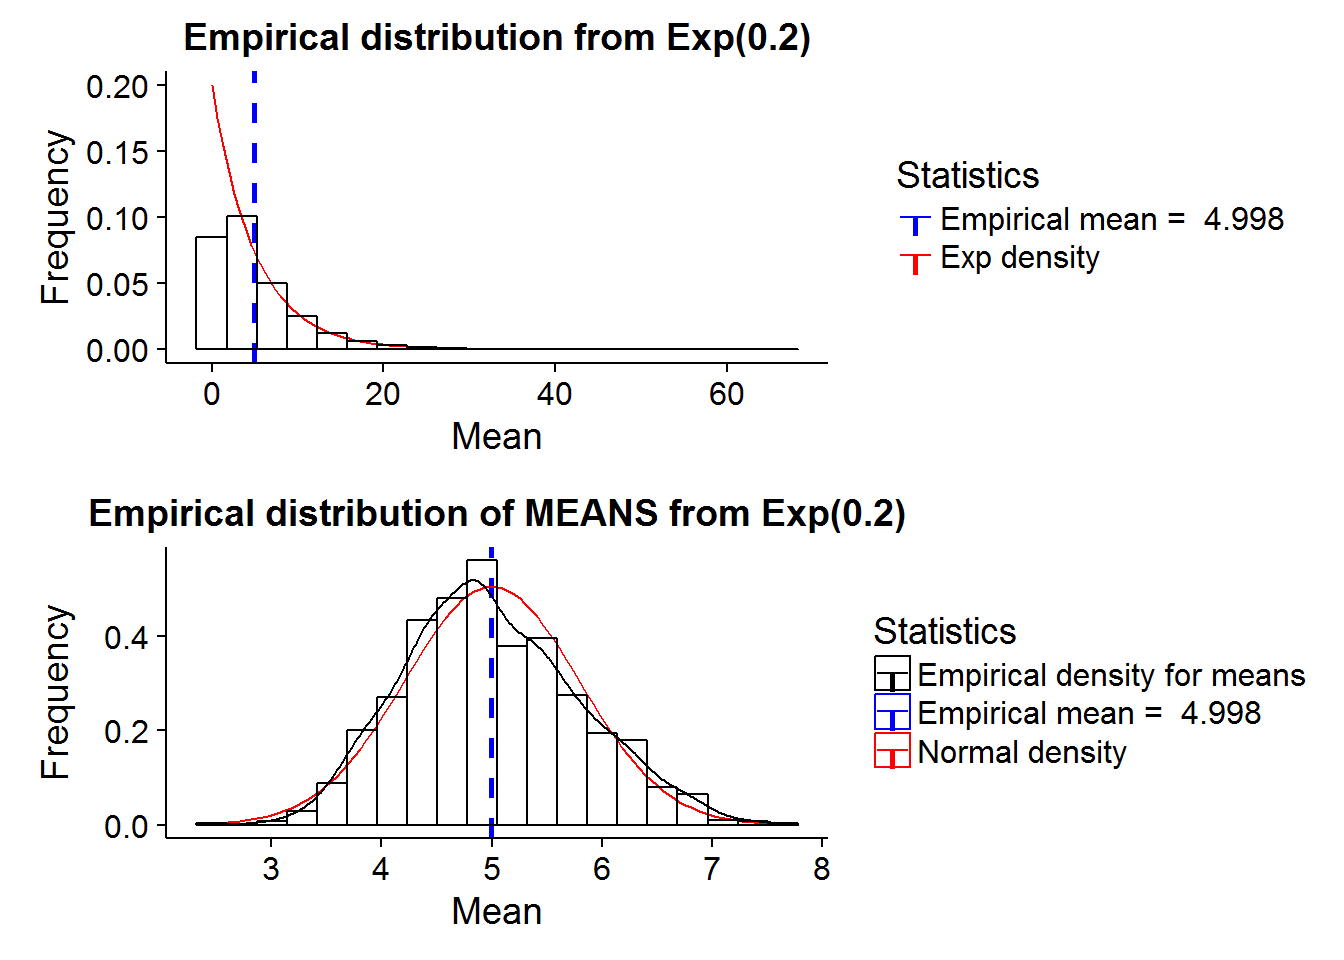 Empirical distribution from Exp(0.2)
0.20
0.15
0.10
0.05
0.00
Frequency
0
20
40
60
Mean
Statistics
Empirical mean =  4.998
Exp density
Empirical distribution of MEANS from Exp(0.2)
0.4
0.2
0.0
Frequency
3
4
5
6
7
8
Mean
Statistics
Empirical density for means
Empirical mean =  4.998
Normal density